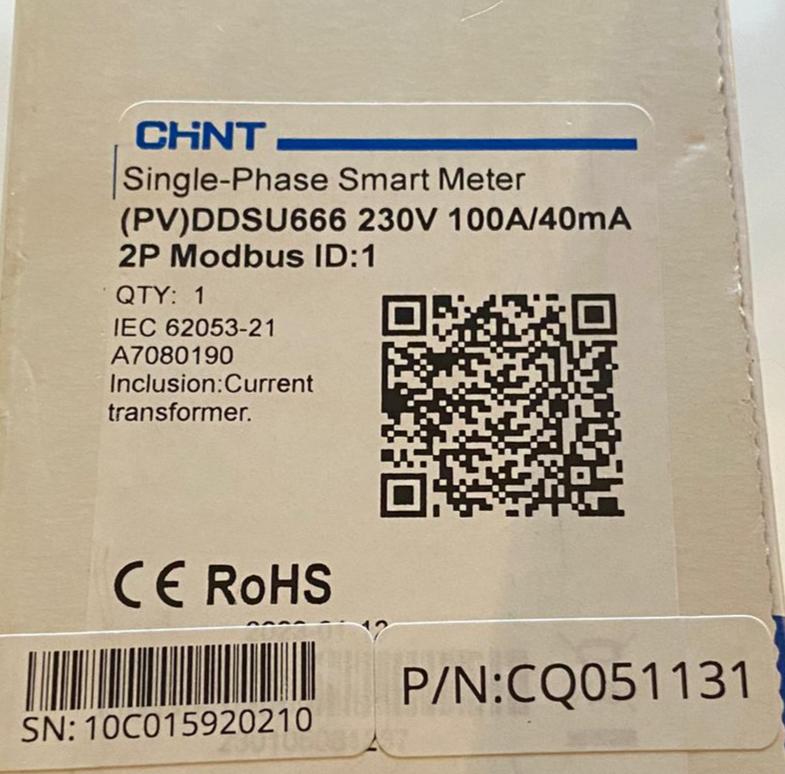 CHiNT
Single-Phase Smart Meter
(PV)DDSU666 230V 100A/40mA
2P Modbus ID:1
QTY: 1
IEC 62053-21
A7080190
Inclusion:Current
transformer.
CE RoHS
SN: 10C015920210
P/N:CQ051131